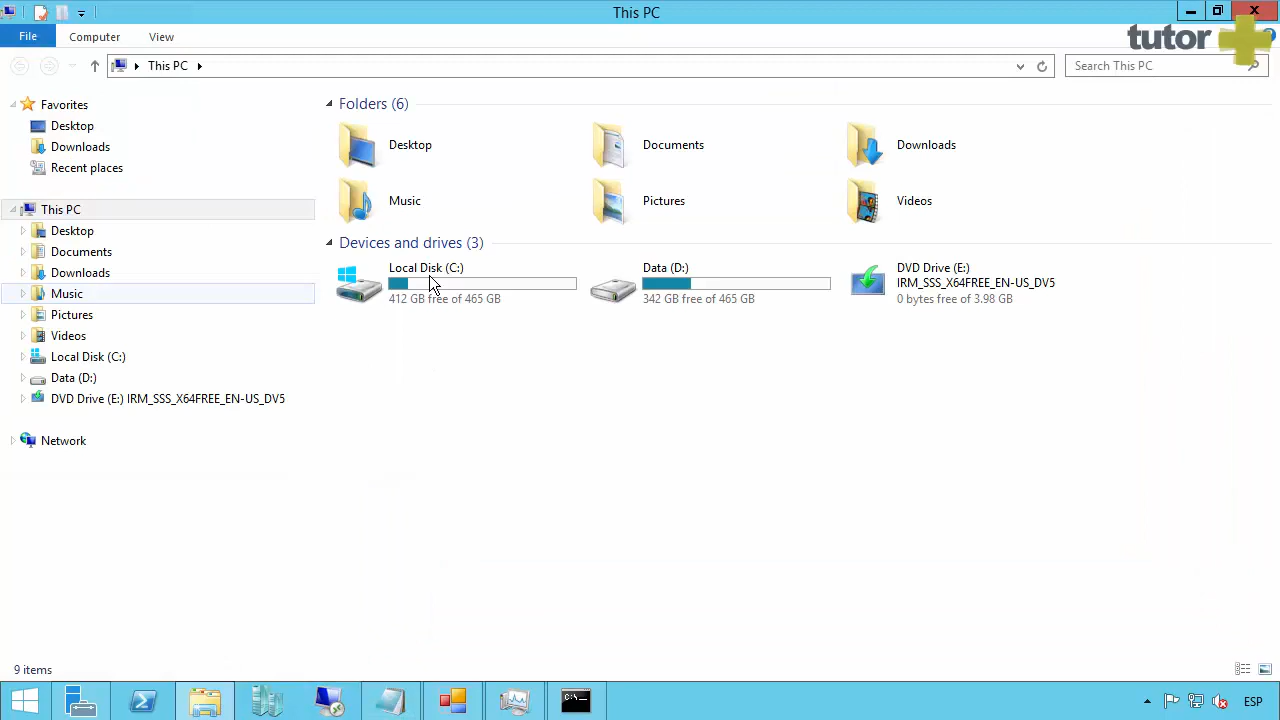 This PC
tutor
File
Computer
View
This PC
Search This PC
Favorites
Desktop
Downloads
Recent places
This PC
Desktop
Documents
Downloads
Music
Pictures
Videos
Local Disk (C:)
Data (D:)
DVD Drive (E:) IRM_SSS_X64FREE_EN-US_DV5
Network
Folders (6)
Desktop
Documents
Downloads
Music
Pictures
Videos
Devices and drives (3)
Local Disk (C:)
412 GB free of 465 GB
Data (D:)
342 GB free of 465 GB
DVD Drive (E:)
IRM_SSS_X64FREE_EN-US_DV5
0 bytes free of 3.98 GB
9 items
C:\_
ESP